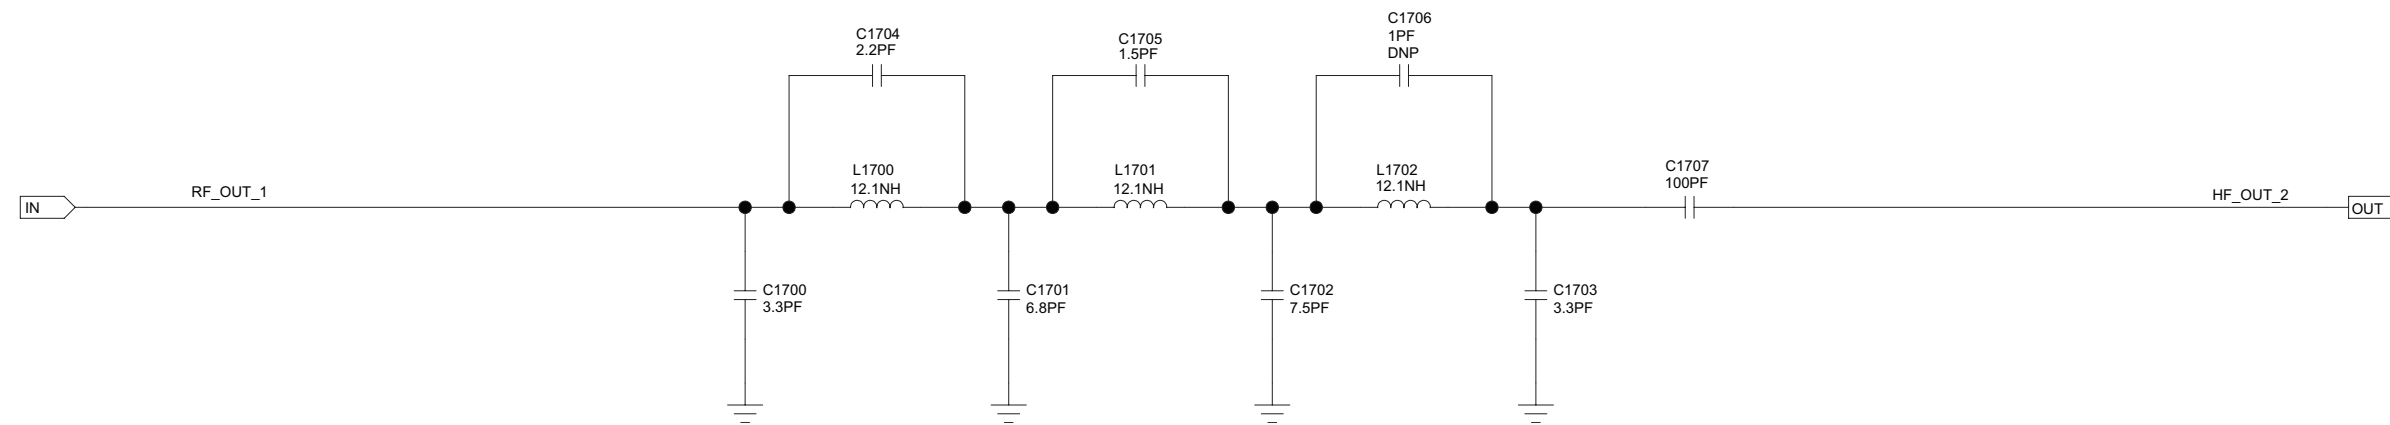 C1704
2.2PF
C1705
1.5PF
C1706
1PF
DNP
L1700
12.1NH
L1701
12.1NH
L1702
12.1NH
C1707
100PF
IN
RF_OUT_1
HF_OUT_2
OUT
C1700
3.3PF
C1701
6.8PF
C1702
7.5PF
C1703
3.3PF